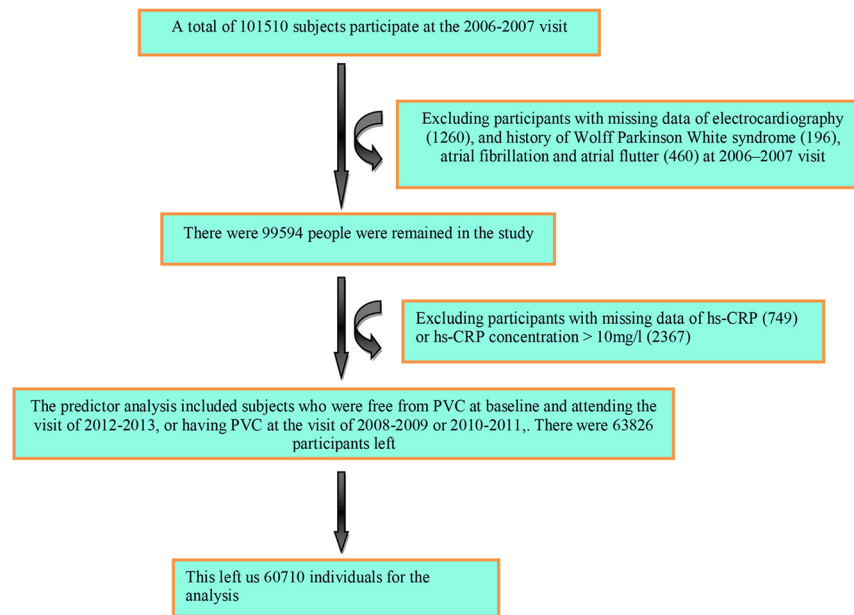 A total of 101510 subjects participate at the 2006-2007 visit
Excluding participants with missing data of electrocardiography
(1260), and history of Wolff Parkinson White syndrome (196),
atrial fibrillation and atrial flutter (460) at 2006–2007 visit
There were 99594 people were remained in the study
Excluding participants with missing data of hs-CRP (749)
or hs-CRP concentration > 10mg/l (2367)
The predictor analysis included subjects who were free from PVC at baseline and attending the
visit of 2012-2013, or having PVC at the visit of 2008-2009 or 2010-2011,. There were 63826
participants left
This left us 60710 individuals for the
analysis